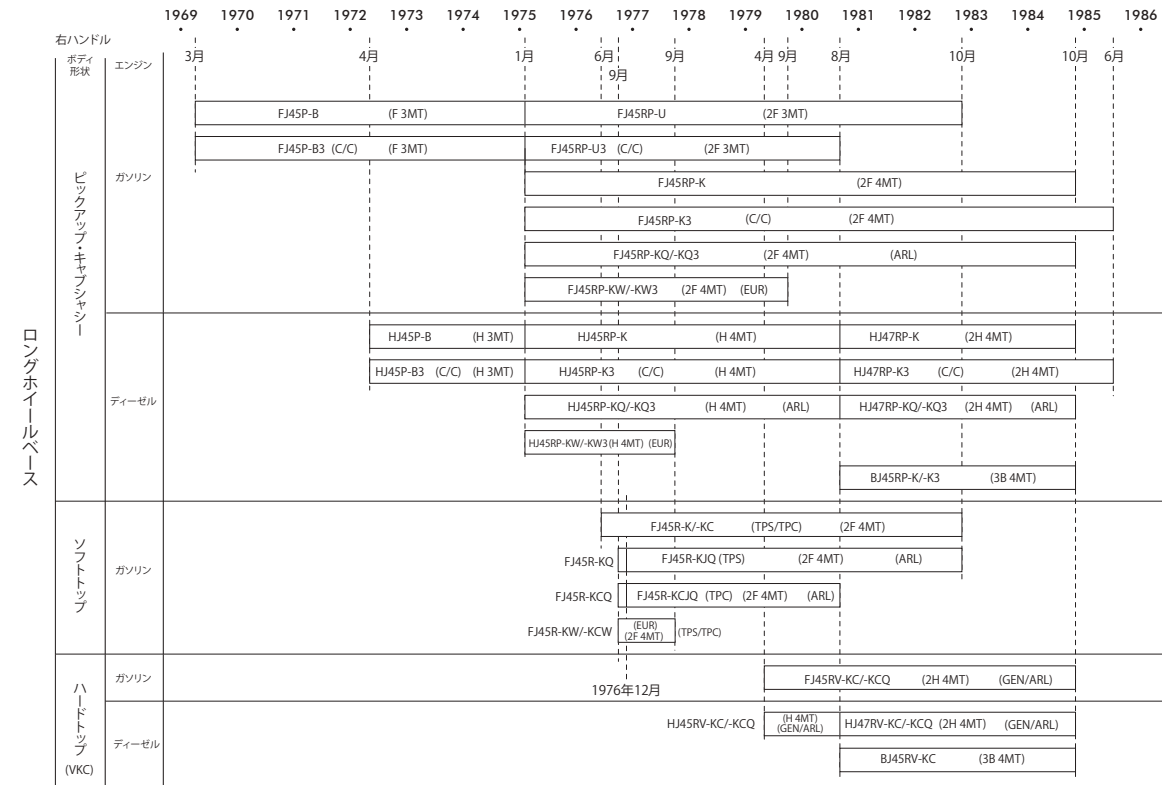 1969 1970 1971 1972 1973 1974 1975 1976 1977 1978 1979 1980 1981 1982 1983 1984 1985 1986
右ハンドル
ボディ
形状
エンジン
3月 4月 1月 6月 9月 4月 9月 8月 10月 10月 6月
9月
ロングホイールベース
ピックアップ・キャブシャシー
ガソリン
FJ45P-B (F 3MT) FJ45RP-U (2F 3MT)
FJ45P-B3 (C/C) (F 3MT) FJ45RP-U3 (C/C) (2F 3MT)
FJ45RP-K (2F 4MT)
FJ45RP-K3 (C/C) (2F 4MT)
FJ45RP-KQ/-KQ3 (2F 4MT) (ARL)
FJ45RP-KW/-KW3 (2F 4MT) (EUR)
ディーゼル
HJ45P-B (H 3MT) HJ45RP-K (H 4MT) HJ47RP-K (2H 4MT)
HJ45P-B3 (C/C) (H 3MT) HJ45RP-K3 (C/C) (H 4MT) HJ47RP-K3 (C/C) (2H 4MT)
HJ45RP-KQ/-KQ3 (H 4MT) (ARL) HJ47RP-KQ/-KQ3 (2H 4MT) (ARL)
HJ45RP-KW/-KW3 (H 4MT) (EUR)
BJ45RP-K/-K3 (3B 4MT)
ソフトトップ
ガソリン
FJ45R-K/-KC (TPS/TPC) (2F 4MT)
FJ45R-KQ FJ45R-KJQ (TPS) (2F 4MT) (ARL)
FJ45R-KCQ FJ45R-KCJQ (TPC) (2F 4MT) (ARL)
FJ45R-KW/-KCW (EUR)
(2F 4MT) (TPS/TPC)
1976年12月
ハードトップ
(VKC)
ガソリン
FJ45RV-KC/-KCQ (2H 4MT) (GEN/ARL)
ディーゼル
HJ45RV-KC/-KCQ (H 4MT)
(GEN/ARL) HJ47RV-KC/-KCQ (2H 4MT) (GEN/ARL)
BJ45RV-KC (3B 4MT)